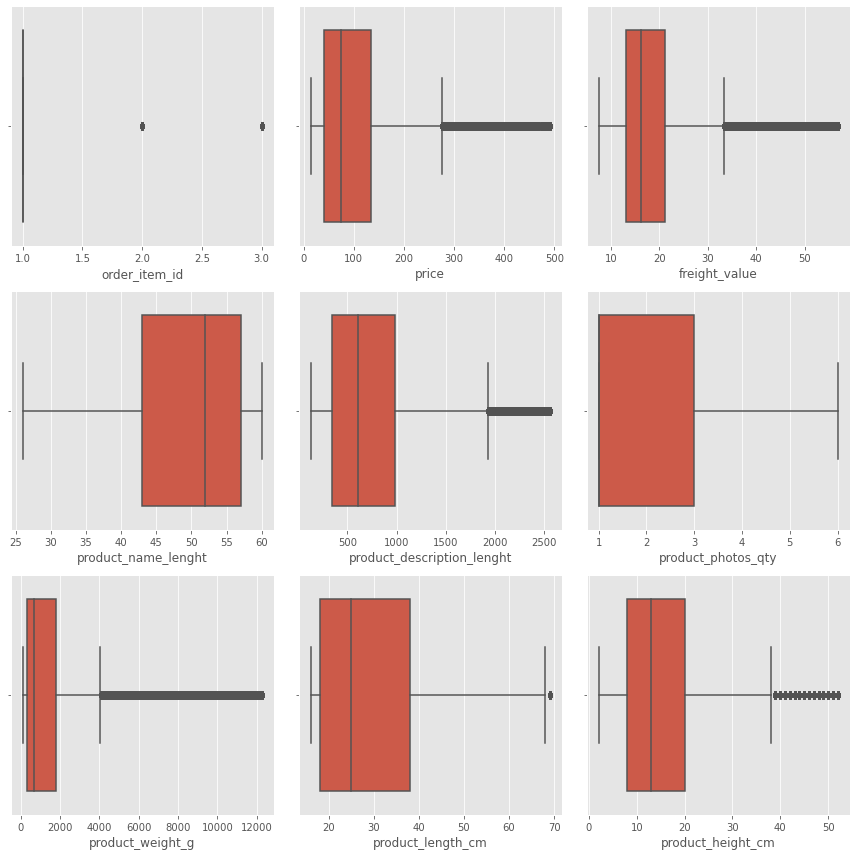 1.0 1.5 2.0 2.5 3.0
order_item_id
0 100 200 300 400 500
price
10 20 30 40 50
freight_value
25 30 35 40 45 50 55 60
product_name_lenght
500 1000 1500 2000 2500
product_description_lenght
1 2 3 4 5 6
product_photos_qty
0 2000 4000 6000 8000 10000 12000
product_weight_g
20 30 40 50 60 70
product_length_cm
0 10 20 30 40 50
product_height_cm